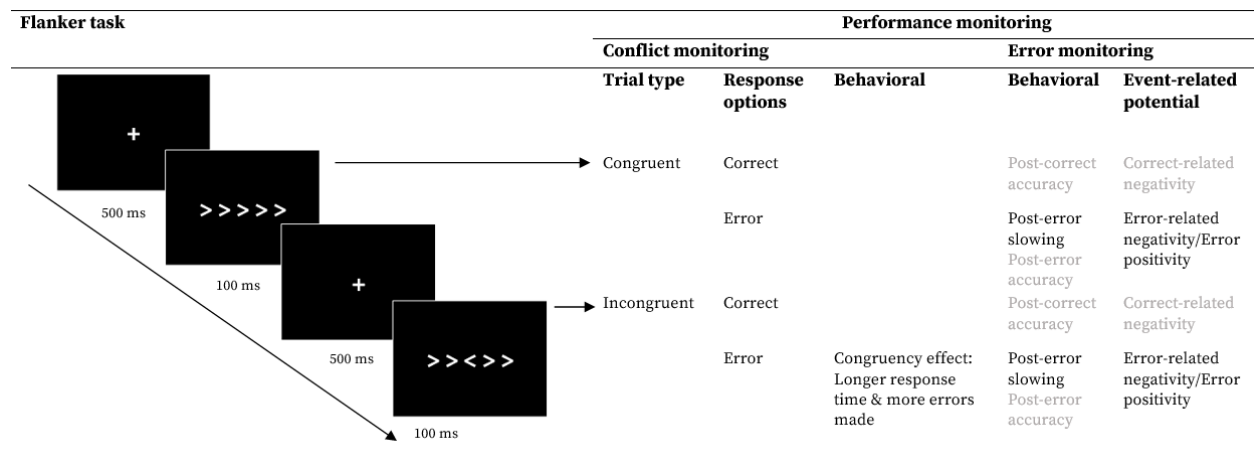 Flanker task
Performance monitoring
Conflict monitoring
Error monitoring
Trial type
Response
options
Behavioral
Behavioral
Event-related
potential
+
500 ms
> > > > >
100 ms
+
500 ms
> > < > >
100 ms
Congruent
Correct
Post-correct
accuracy
Correct-related
negativity
Error
Post-error
slowing
Post-error
accuracy
Error-related
negativity/Error
positivity
Incongruent
Correct
Post-correct
accuracy
Correct-related
negativity
Error
Congruency effect:
Longer response
time & more errors
made
Post-error
slowing
Post-error
accuracy
Error-related
negativity/Error
positivity